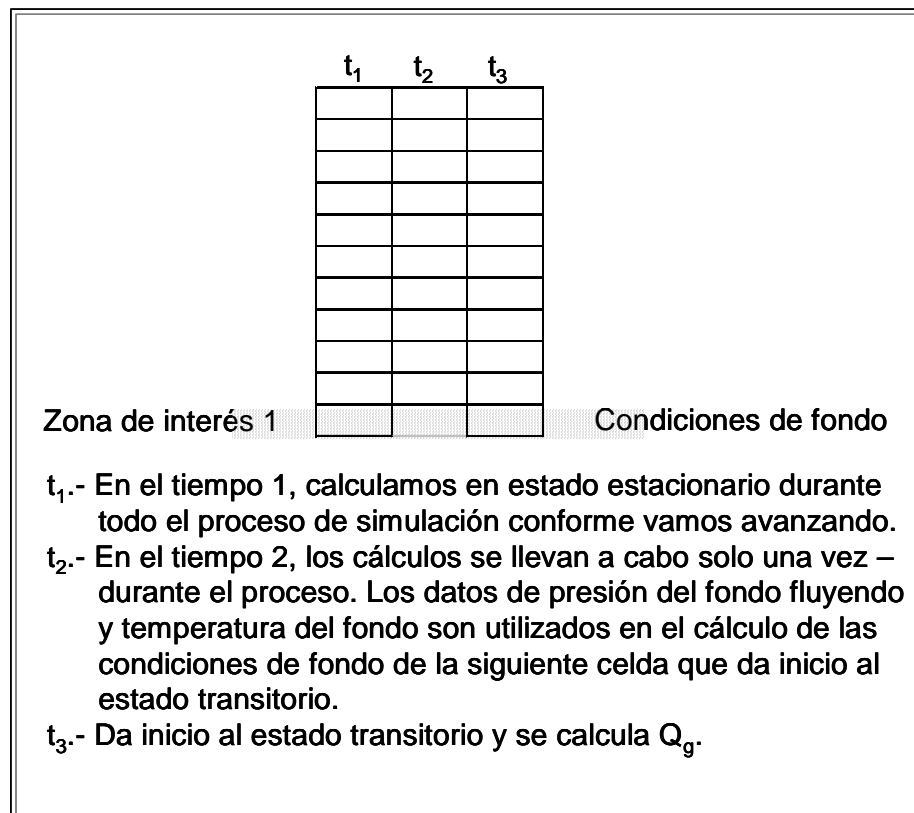 t₁ t₂ t₃
Zona de interés 1 Condiciones de fondo
t₁.- En el tiempo 1, calculamos en estado estacionario durante
todo el proceso de simulación conforme vamos avanzando.
t₂.- En el tiempo 2, los cálculos se llevan a cabo solo una vez –
durante el proceso. Los datos de presión del fondo fluyendo
y temperatura del fondo son utilizados en el cálculo de las
condiciones de fondo de la siguiente celda que da inicio al
estado transitorio.
t₃.- Da inicio al estado transitorio y se calcula Qg.